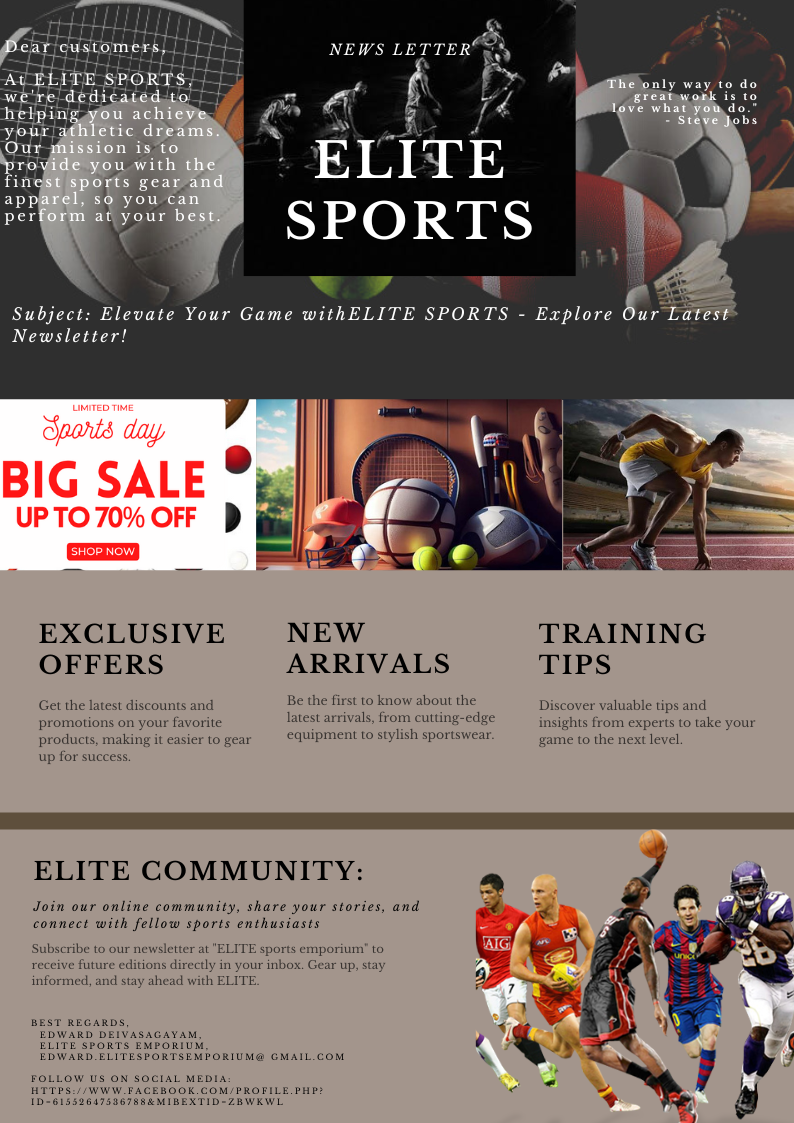 Dear customers,
At ELITE SPORTS,
we're dedicated to
helping you achieve
your athletic dreams.
Our mission is to
provide you with the
finest sports gear and
apparel, so you can
perform at your best.
NEWS LETTER
ELITE
SPORTS
The only way to do
great work is to
love what you do."
- Steve Jobs
Subject: Elevate Your Game withELITE SPORTS - Explore Our Latest
Newsletter!
LIMITED TIME
Sports day
BIG SALE
UP TO 70% OFF
SHOP NOW
EXCLUSIVE
OFFERS
Get the latest discounts and
promotions on your favorite
products, making it easier to gear
up for success.
NEW
ARRIVALS
Be the first to know about the
latest arrivals, from cutting-edge
equipment to stylish sportswear.
TRAINING
TIPS
Discover valuable tips and
insights from experts to take your
game to the next level.
ELITE COMMUNITY:
Join our online community, share your stories, and
connect with fellow sports enthusiasts
Subscribe to our newsletter at "ELITE sports emporium" to
receive future editions directly in your inbox. Gear up, stay
informed, and stay ahead with ELITE.
BEST REGARDS,
EDWARD DEIVASAGAYAM,
ELITE SPORTS EMPORIUM,
EDWARD.ELITESPORTSEMPORIUM@ GMAIL.COM
FOLLOW US ON SOCIAL MEDIA:
HTTPS://WWW.FACEBOOK.COM/PROFILE.PHP?
ID=61552647536788&MIBEXTID=ZBWKWL
AIG
7
AFL
10
28